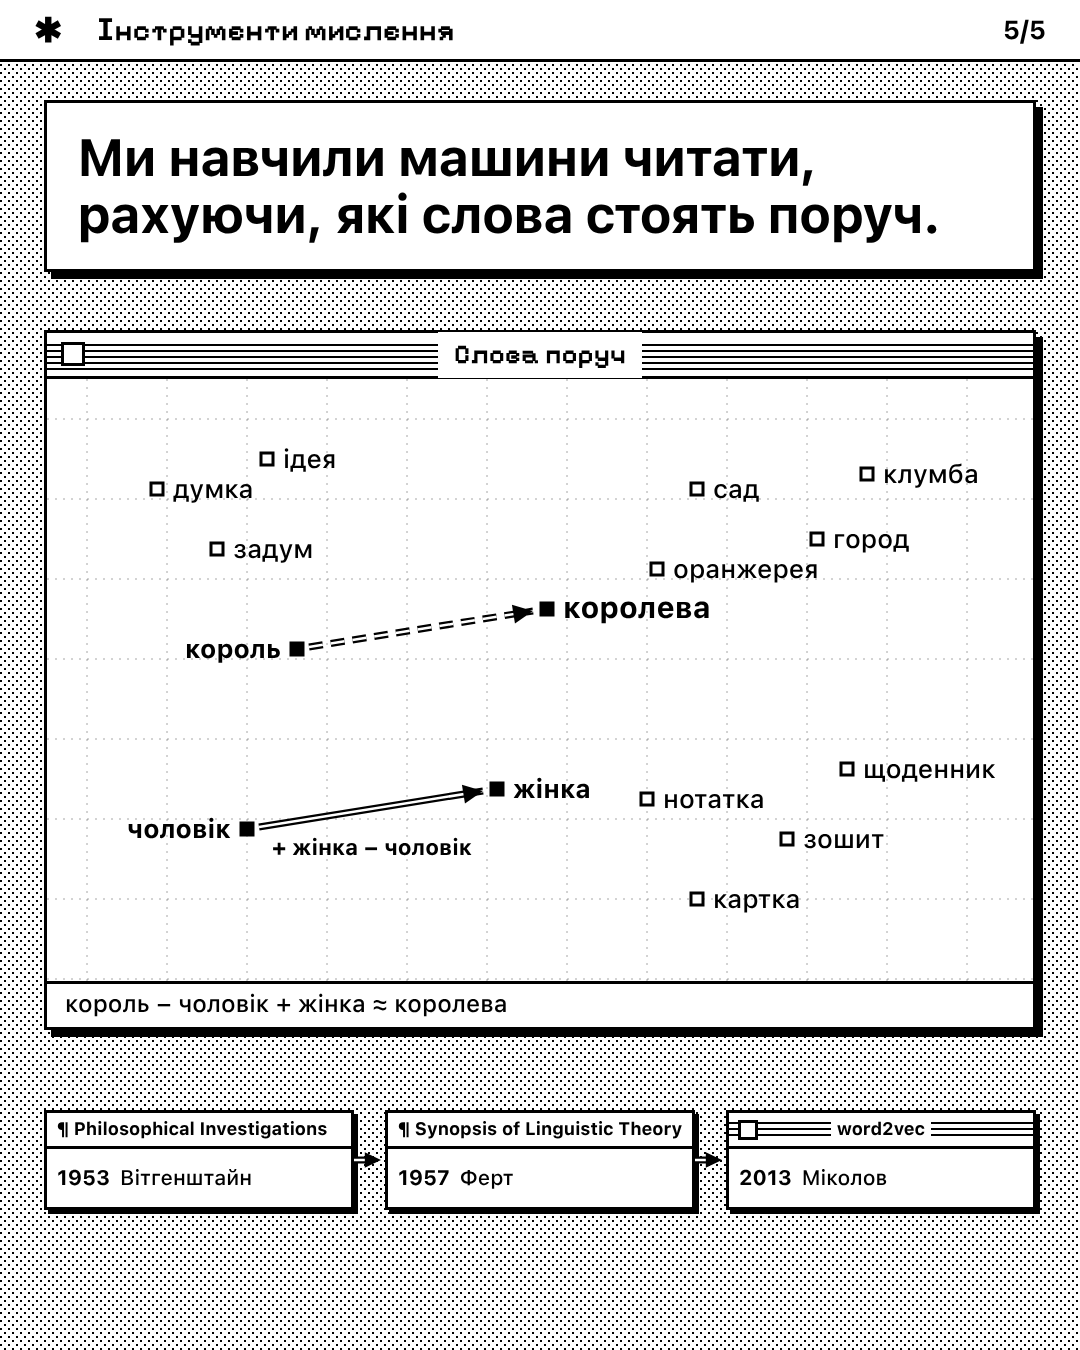 ✱ Інструменти мислення 5/5
Ми навчили машини читати,
рахуючи, які слова стоять поруч.
Слова поруч
ідея
думка
задум
сад
клумба
город
оранжерея
королева
король
жінка
чоловік
+ жінка − чоловік
щоденник
нотатка
зошит
картка
король − чоловік + жінка ≈ королева
¶ Philosophical Investigations
1953 Вітгенштайн
¶ Synopsis of Linguistic Theory
1957 Ферт
word2vec
2013 Міколов